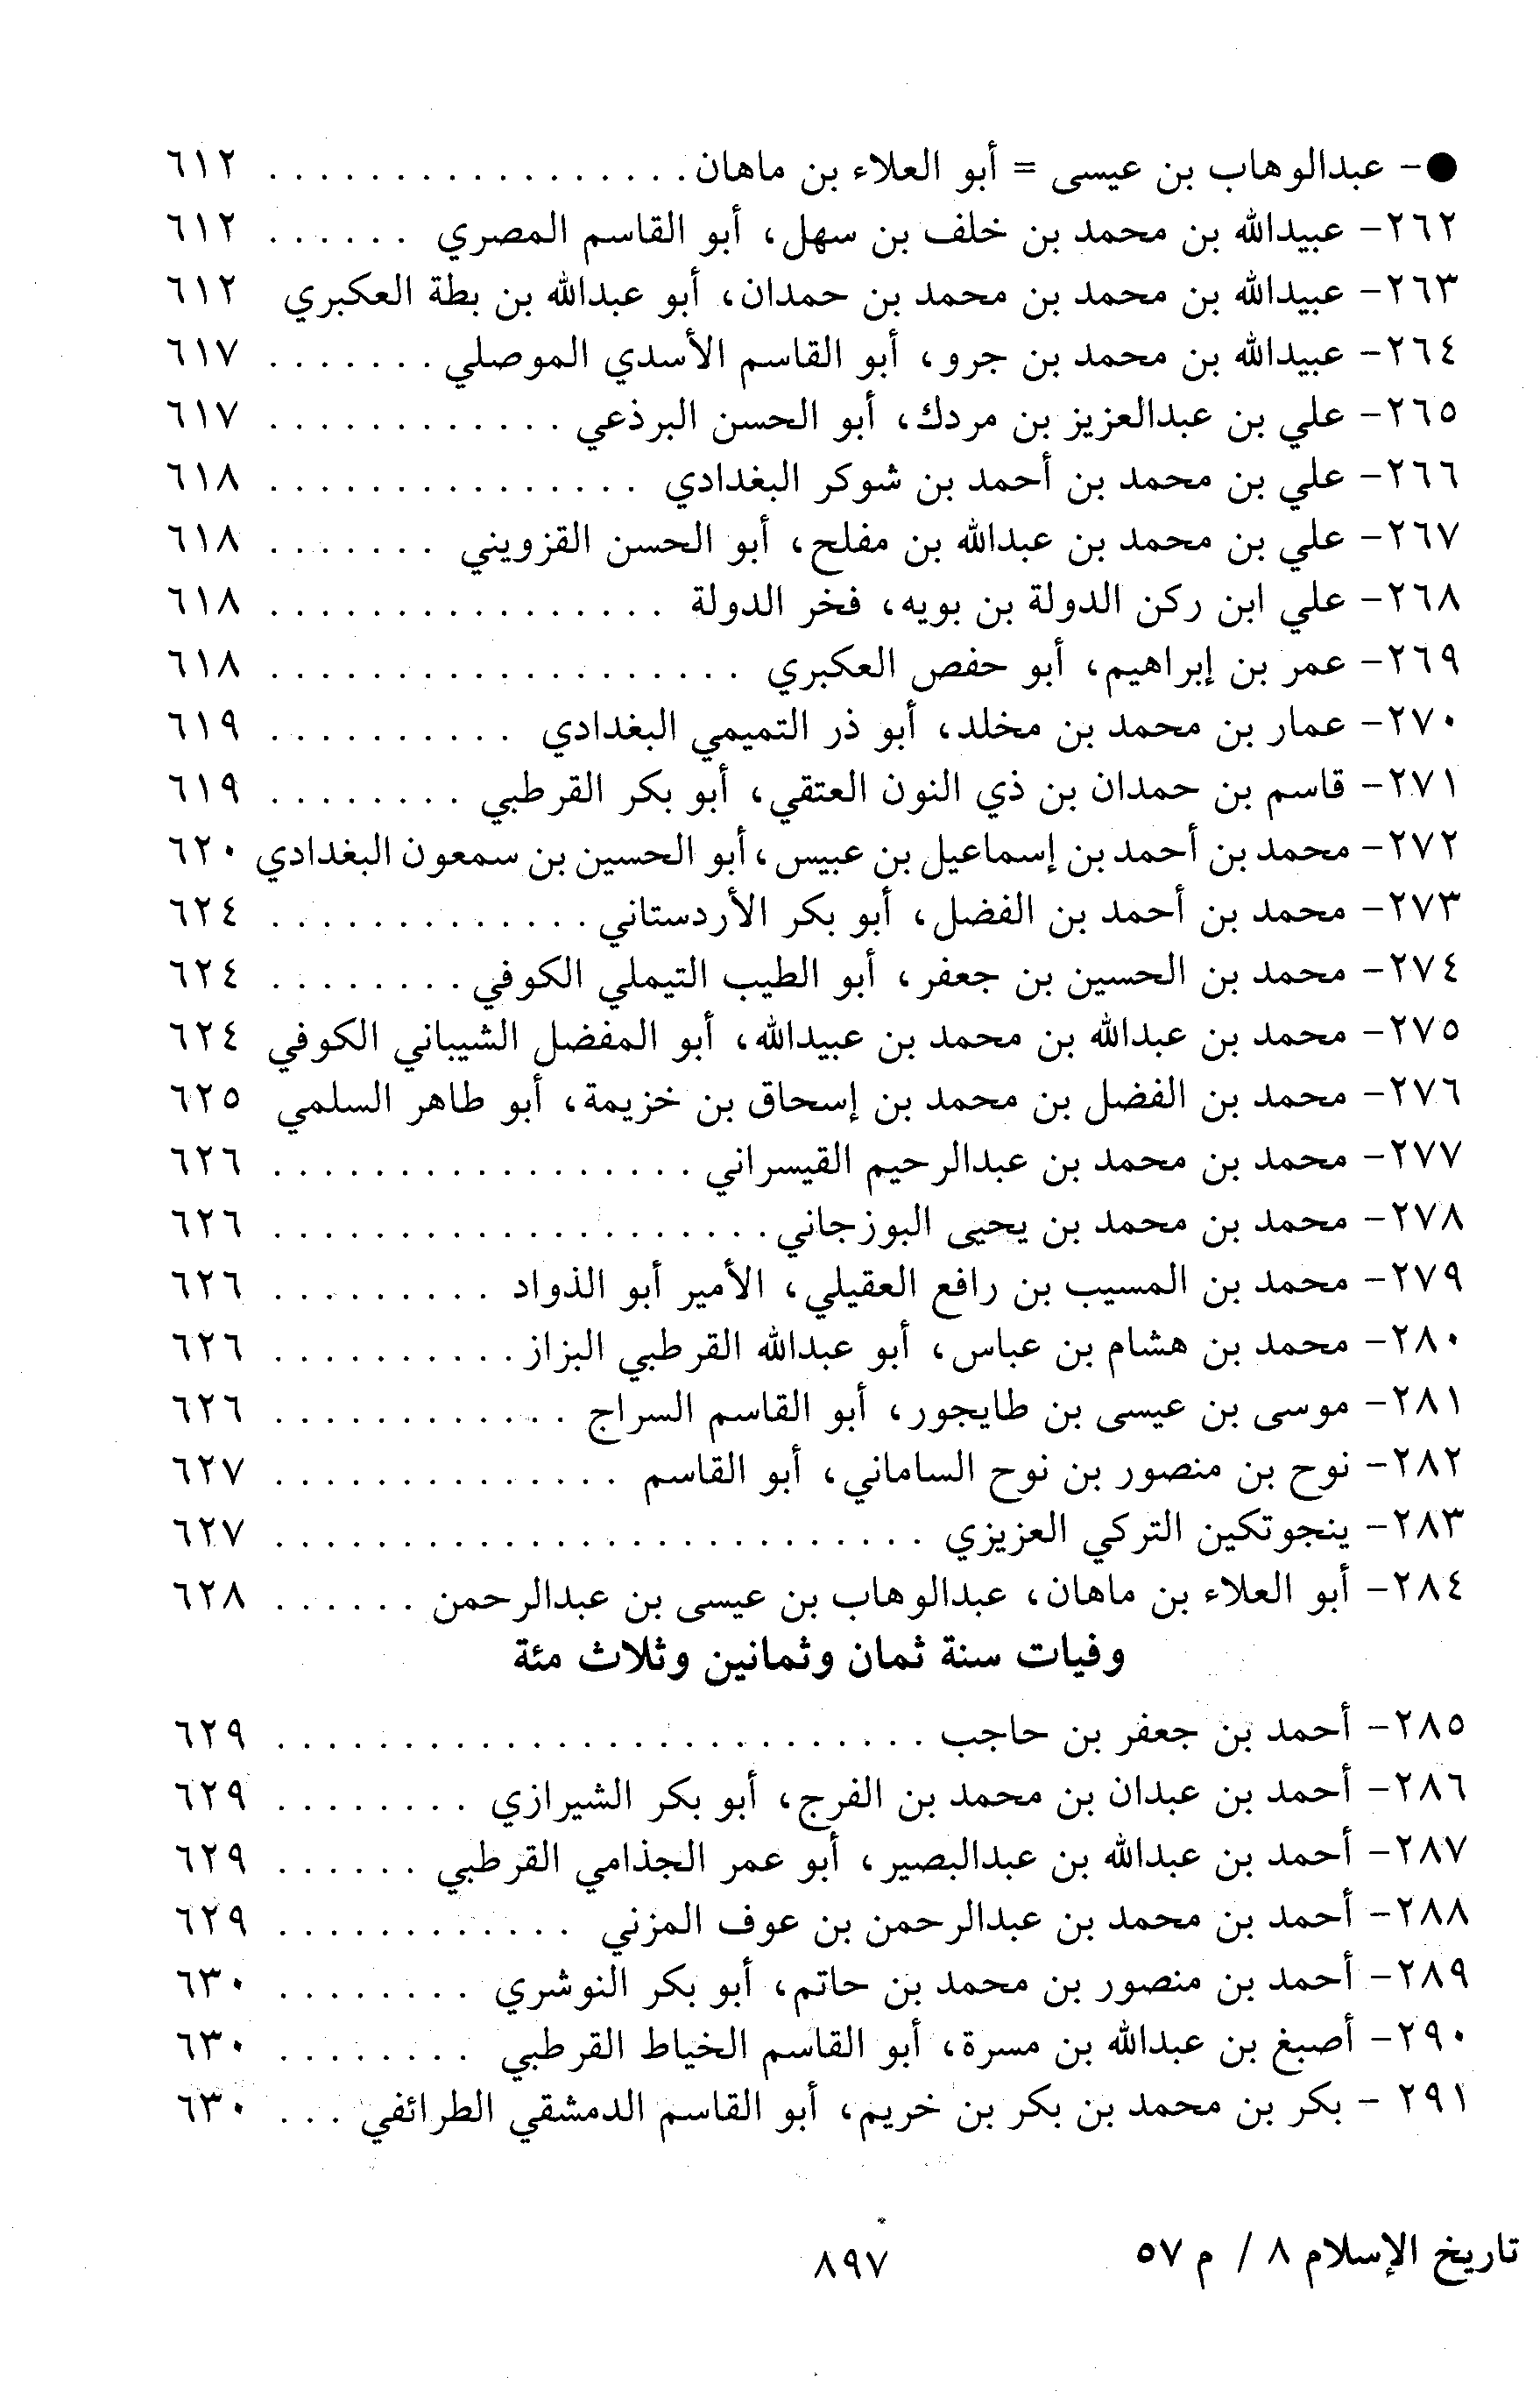 ●- عبدالوهاب بن عيسى = أبو العلاء بن ماهان . . . . . . . . . . . . . . . . . ٦١٢
٢٦٢- عبيدالله بن محمد بن خلف بن سهل، أبو القاسم المصري . . . . . . ٦١٢
٢٦٣- عبيدالله بن محمد بن محمد بن حمدان، أبو عبدالله بن بطة العكبري ٦١٢
٢٦٤- عبيدالله بن محمد بن جرو، أبو القاسم الأسدي الموصلي . . . . . . . ٦١٧
٢٦٥- علي بن عبدالعزيز بن مردك، أبو الحسن البرذعي . . . . . . . . . . . . ٦١٧
٢٦٦- علي بن محمد بن أحمد بن شوكر البغدادي . . . . . . . . . . . . . . . ٦١٨
٢٦٧- علي بن محمد بن عبدالله بن مفلح، أبو الحسن القزويني . . . . . . . ٦١٨
٢٦٨- علي ابن ركن الدولة بن بويه، فخر الدولة . . . . . . . . . . . . . . . . ٦١٨
٢٦٩- عمر بن إبراهيم، أبو حفص العكبري . . . . . . . . . . . . . . . . . . . ٦١٨
٢٧٠- عمار بن محمد بن مخلد، أبو ذر التميمي البغدادي . . . . . . . . . . ٦١٩
٢٧١- قاسم بن حمدان بن ذي النون العتقي، أبو بكر القرطبي . . . . . . . . ٦١٩
٢٧٢- محمد بن أحمد بن إسماعيل بن عبيس، أبو الحسين بن سمعون البغدادي ٦٢٠
٢٧٣- محمد بن أحمد بن الفضل، أبو بكر الأردستاني . . . . . . . . . . . . . ٦٢٤
٢٧٤- محمد بن الحسين بن جعفر، أبو الطيب التيملي الكوفي . . . . . . . . ٦٢٤
٢٧٥- محمد بن عبدالله بن محمد بن عبيدالله، أبو المفضل الشيباني الكوفي ٦٢٤
٢٧٦- محمد بن الفضل بن محمد بن إسحاق بن خزيمة، أبو طاهر السلمي ٦٢٥
٢٧٧- محمد بن محمد بن عبدالرحيم القيسراني . . . . . . . . . . . . . . . . . ٦٢٦
٢٧٨- محمد بن محمد بن يحيى البوزجاني . . . . . . . . . . . . . . . . . . . . ٦٢٦
٢٧٩- محمد بن المسيب بن رافع العقيلي، الأمير أبو الذواد . . . . . . . . . ٦٢٦
٢٨٠- محمد بن هشام بن عباس، أبو عبدالله القرطبي البزاز . . . . . . . . . . ٦٢٦
٢٨١- موسى بن عيسى بن طايجور، أبو القاسم السراج . . . . . . . . . . . . ٦٢٦
٢٨٢- نوح بن منصور بن نوح الساماني، أبو القاسم . . . . . . . . . . . . . . ٦٢٧
٢٨٣- ينجوتكين التركي العزيزي . . . . . . . . . . . . . . . . . . . . . . . . . . ٦٢٧
٢٨٤- أبو العلاء بن ماهان، عبدالوهاب بن عيسى بن عبدالرحمن . . . . . . ٦٢٨
وفيات سنة ثمان وثمانين وثلاث مئة
٢٨٥- أحمد بن جعفر بن حاجب . . . . . . . . . . . . . . . . . . . . . . . . . . ٦٢٩
٢٨٦- أحمد بن عبدان بن محمد بن الفرج، أبو بكر الشيرازي . . . . . . . . ٦٢٩
٢٨٧- أحمد بن عبدالله بن عبدالبصير، أبو عمر الجذامي القرطبي . . . . . . ٦٢٩
٢٨٨- أحمد بن محمد بن عبدالرحمن بن عوف المزني . . . . . . . . . . . . ٦٢٩
٢٨٩- أحمد بن منصور بن محمد بن حاتم، أبو بكر النوشري . . . . . . . . ٦٣٠
٢٩٠- أصبغ بن عبدالله بن مسرة، أبو القاسم الخياط القرطبي . . . . . . . . ٦٣٠
٢٩١ - بكر بن محمد بن بكر بن خريم، أبو القاسم الدمشقي الطرائفي . . . ٦٣٠
تاريخ الإسلام ٨ / م ٥٧
٨٩٧